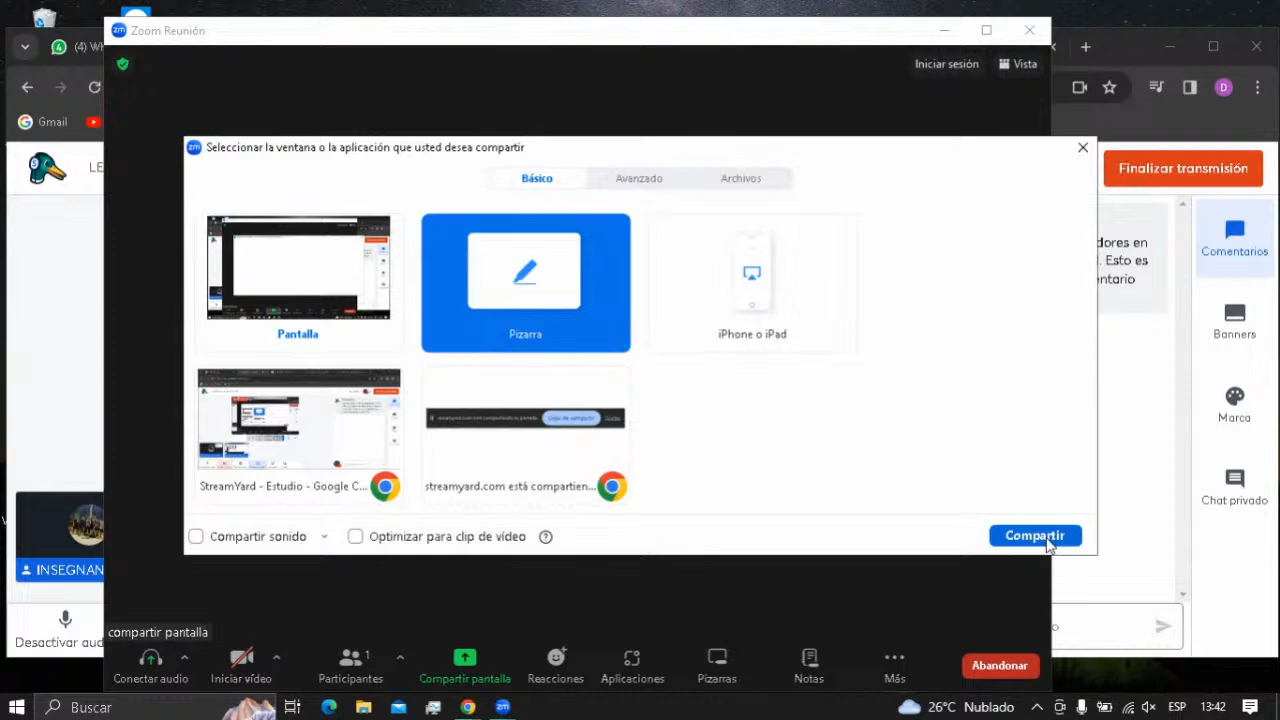 Zoom Reunión
(4) W
Iniciar sesión
Vista
Gmail
D
Seleccionar la ventana o la aplicación que usted desea compartir
LE
Finalizar transmisión
Básico
Avanzado
Archivos
Pantalla
Pizarra
iPhone o iPad
dores en
. Esto es
ntario
Comentarios
Banners
Marca
Chat privado
StreamYard - Estudio - Google C...
streamyard.com está compartien...
Compartir sonido
Optimizar para clip de vídeo
Compartir
INSEGNAN
Desactivar aud
compartir pantalla
Conectar audio
Iniciar vídeo
Participantes
1
Compartir pantalla
Reacciones
Aplicaciones
Pizarras
Notas
Más
Abandonar
Buscar
26°C Nublado
ESP
13:42